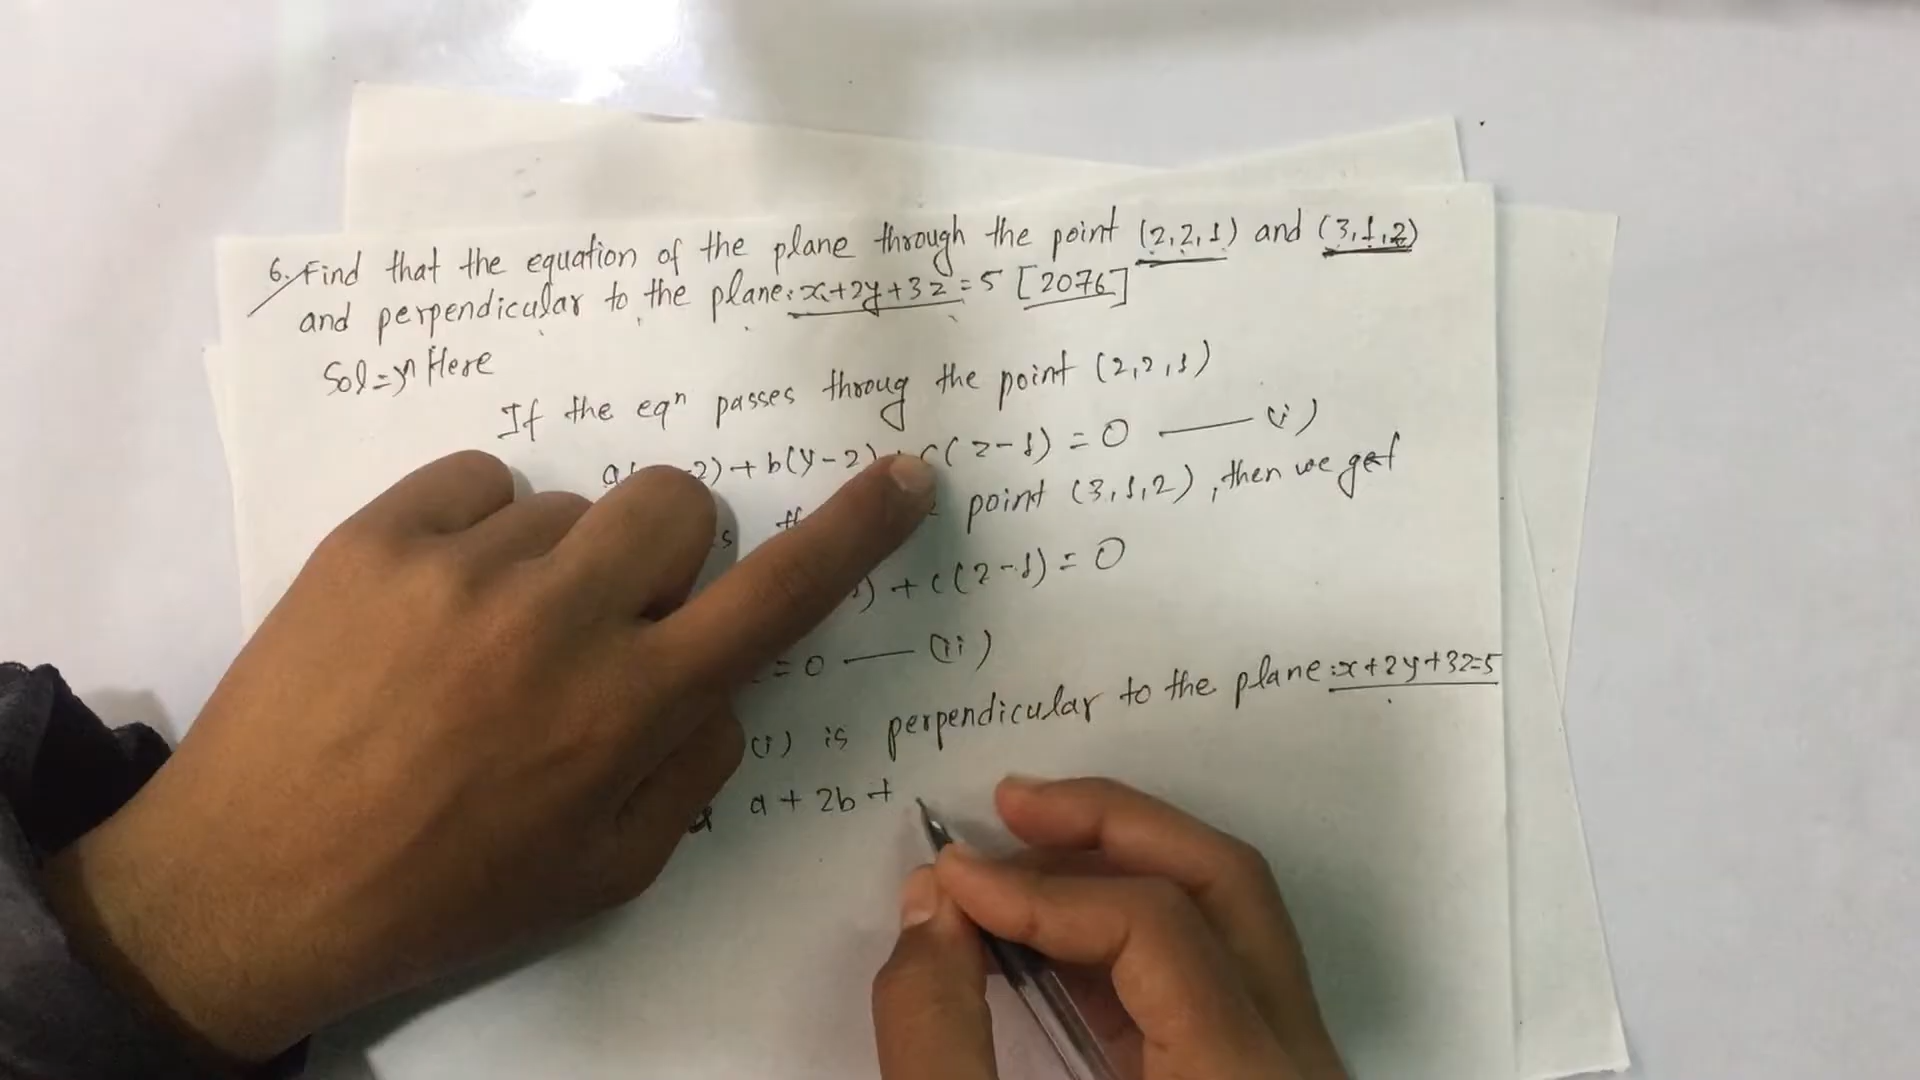 6. Find that the equation of the plane through the point (2,2,1) and (3,1,2)
and perpendicular to the plane: x+2y+3z=5 [2076]
Sol=yn Here
If the eqn passes throug the point (2,2,1)
a( -2)+b(y-2)+c(z-1)=0 —— (i)
point (3,1,2), then we get
)+c(2-1)=0
=0 —— (ii)
(i) is perpendicular to the plane: x+2y+3z=5
a+2b+